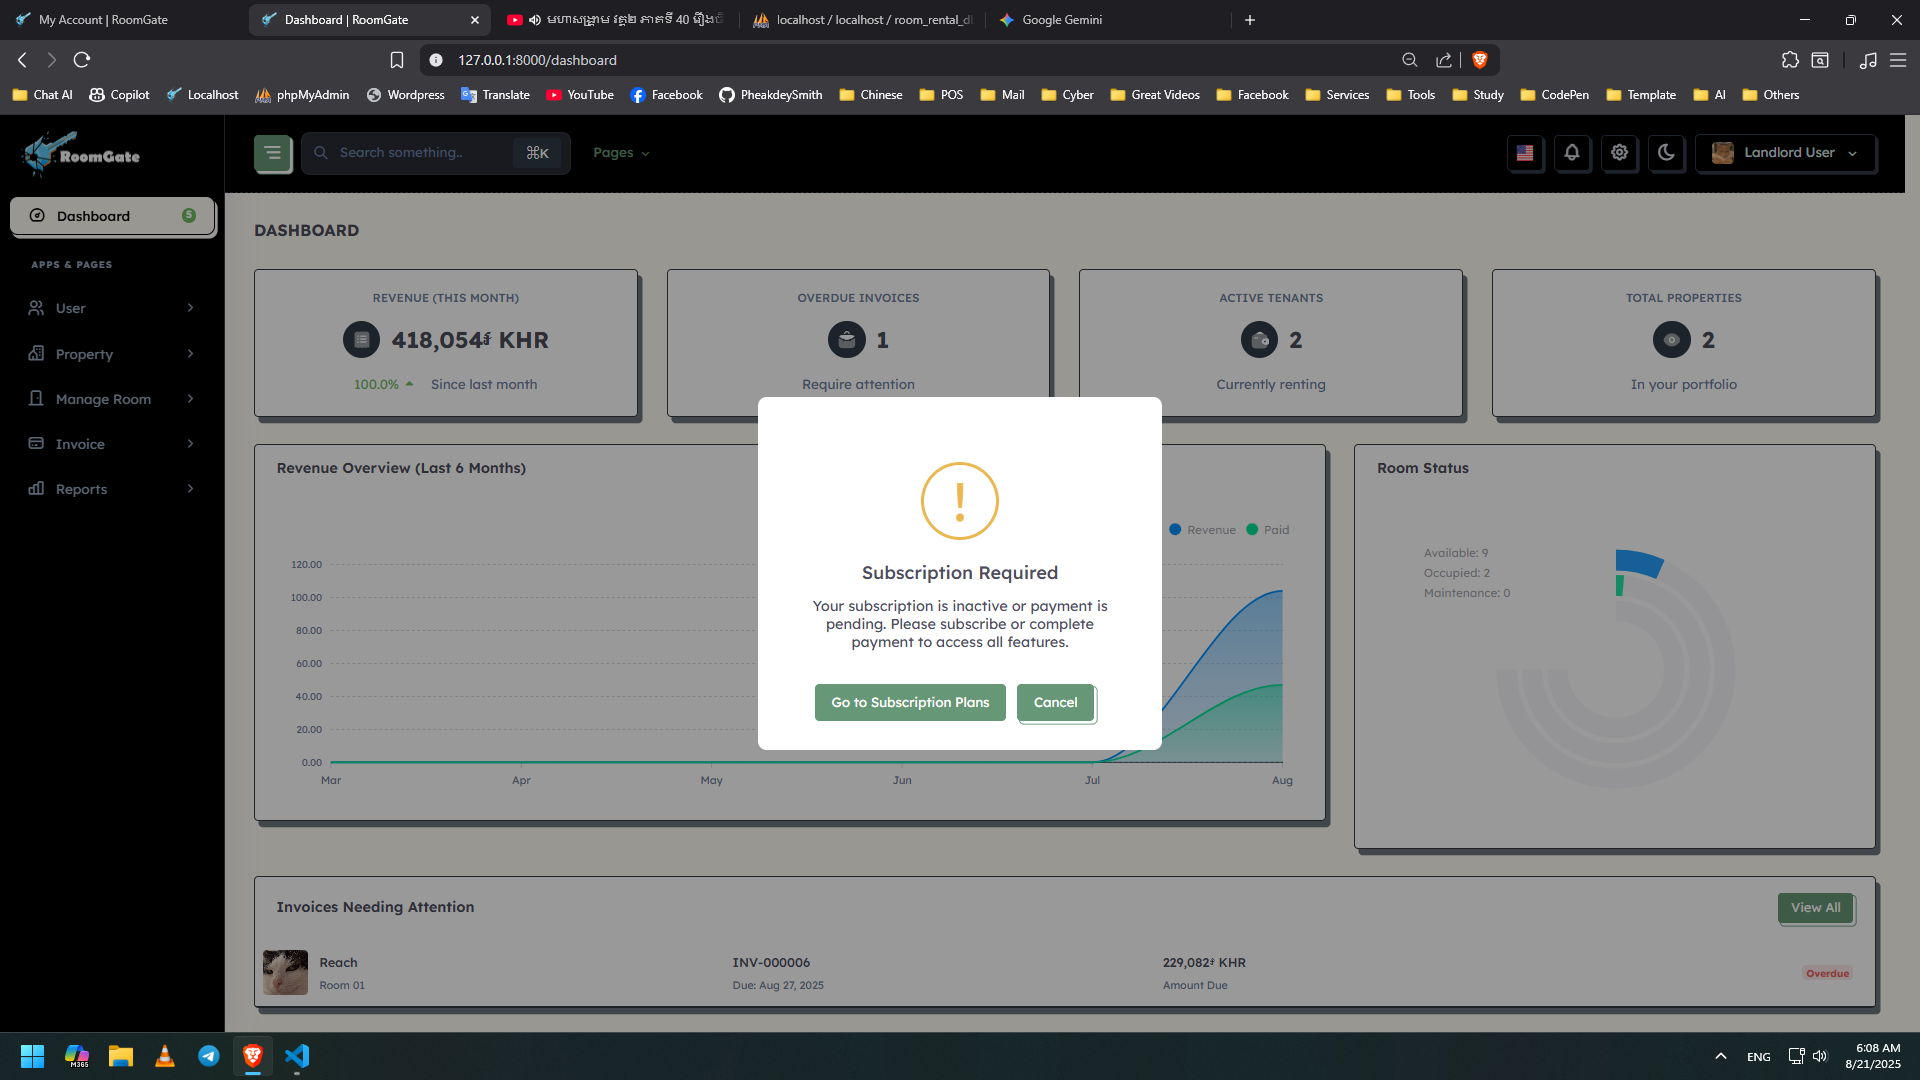 My Account | RoomGate
Dashboard | RoomGate
មហាសង្គ្រាម វគ្គ២ ភាគទី 40 រឿង
localhost / localhost / room_rental_d
Google Gemini
127.0.0.1:8000/dashboard
Chat AI
Copilot
Localhost
phpMyAdmin
Wordpress
Translate
YouTube
Facebook
PheakdeySmith
Chinese
POS
Mail
Cyber
Great Videos
Facebook
Services
Tools
Study
CodePen
Template
AI
Others
RoomGate
Search something..
⌘K
Pages
Landlord User
Dashboard
5
APPS & PAGES
User
Property
Manage Room
Invoice
Reports
DASHBOARD
REVENUE (THIS MONTH)
418,054៛ KHR
100.0%
Since last month
OVERDUE INVOICES
1
Require attention
ACTIVE TENANTS
2
Currently renting
TOTAL PROPERTIES
2
In your portfolio
Revenue Overview (Last 6 Months)
Revenue
Paid
120.00
100.00
80.00
60.00
40.00
20.00
0.00
Mar
Apr
May
Jun
Jul
Aug
Room Status
Available: 9
Occupied: 2
Maintenance: 0
Subscription Required
Your subscription is inactive or payment is
pending. Please subscribe or complete
payment to access all features.
Go to Subscription Plans
Cancel
Invoices Needing Attention
View All
Reach
Room 01
INV-000006
Due: Aug 27, 2025
229,082៛ KHR
Amount Due
Overdue
M365
ENG
6:08 AM
8/21/2025